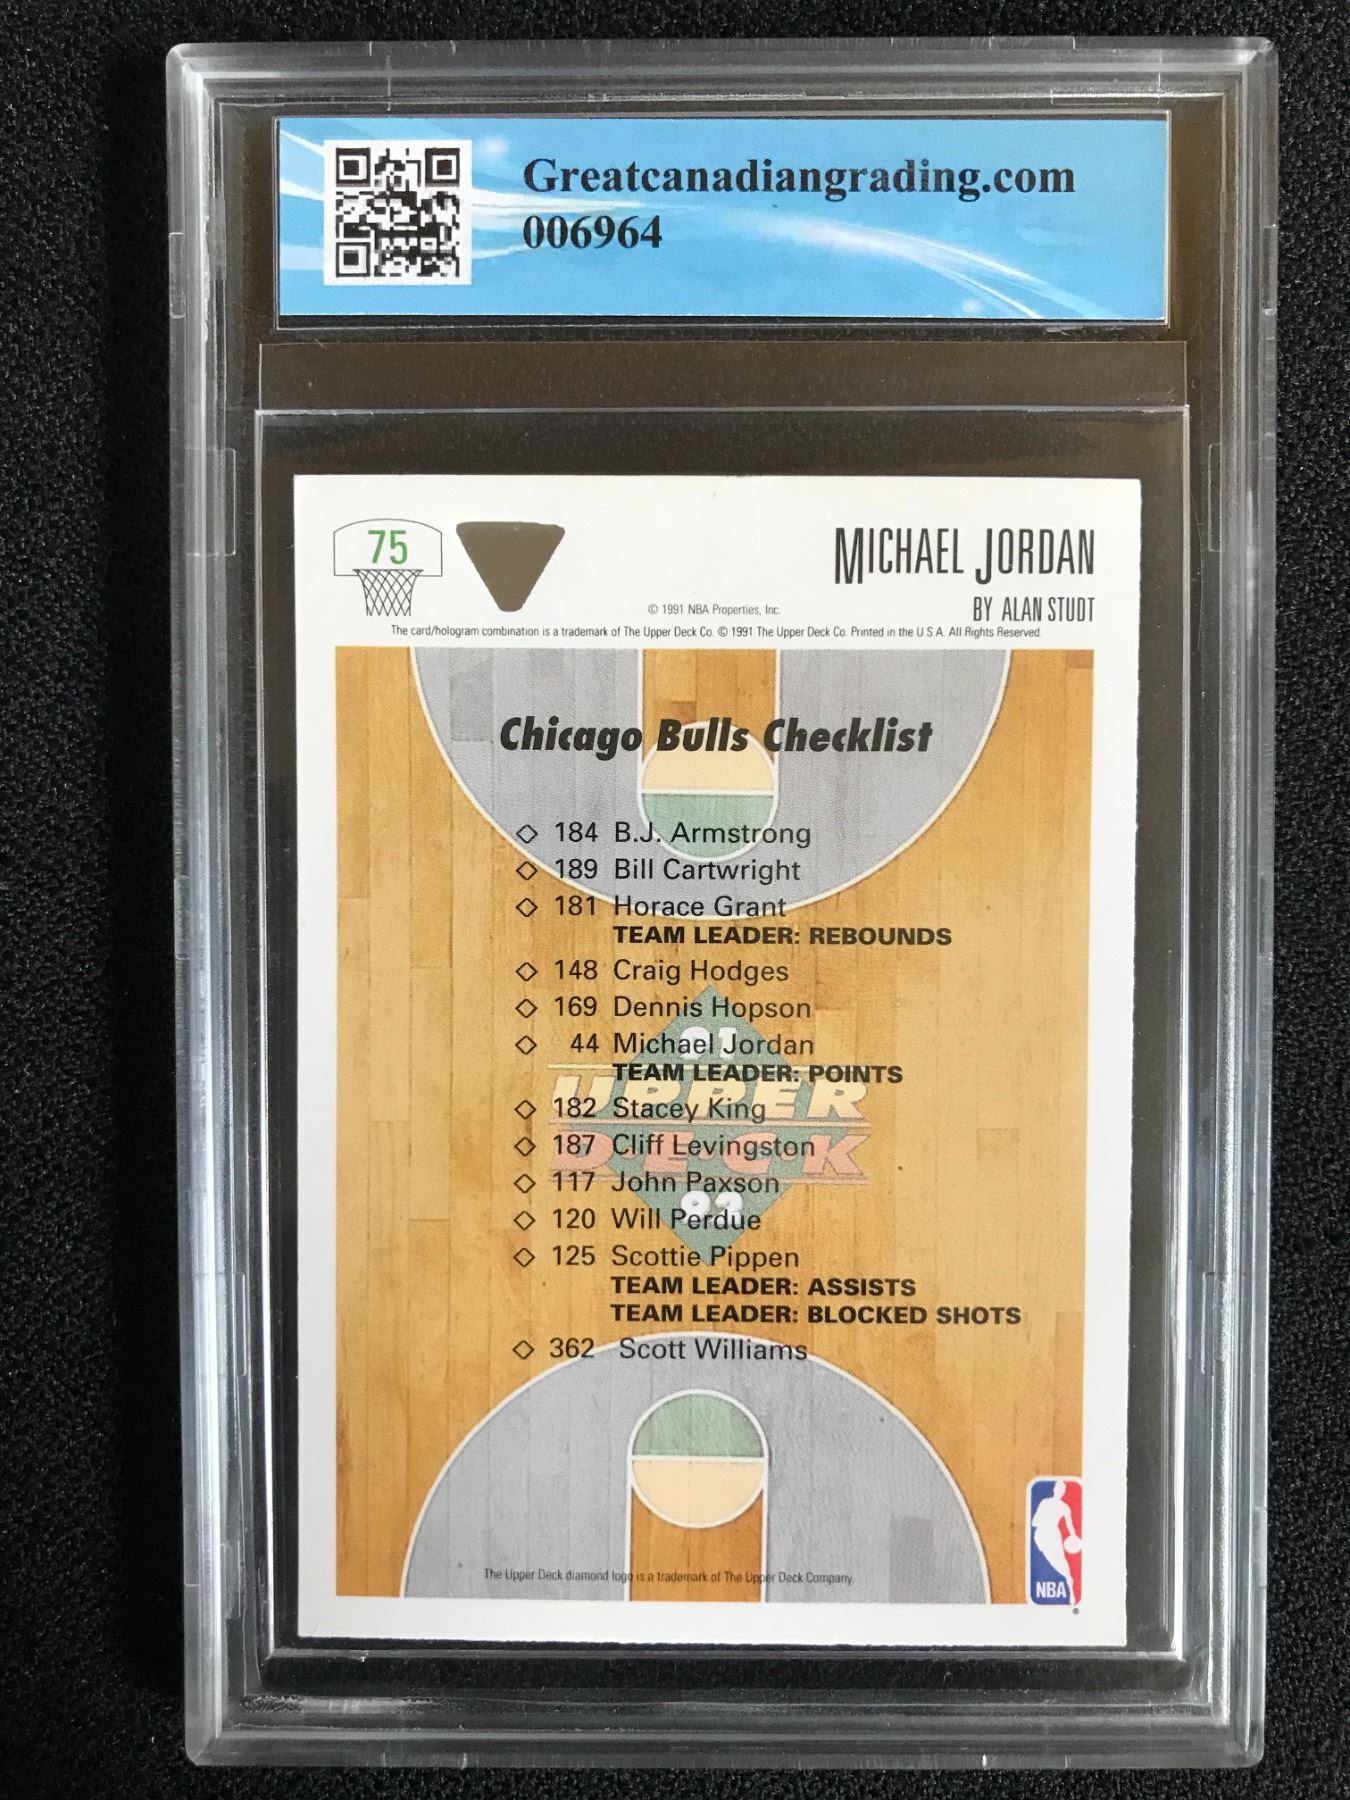 Greatcanadiangrading.com
006964
75
MICHAEL JORDAN
BY ALAN STUDT
© 1991 NBA Properties, Inc.
The card/hologram combination is a trademark of The Upper Deck Co. © 1991 The Upper Deck Co. Printed in the U.S.A. All Rights Reserved.
Chicago Bulls Checklist
◇ 184 B.J. Armstrong
◇ 189 Bill Cartwright
◇ 181 Horace Grant
TEAM LEADER: REBOUNDS
◇ 148 Craig Hodges
◇ 169 Dennis Hopson
◇ 44 Michael Jordan
TEAM LEADER: POINTS
◇ 182 Stacey King
◇ 187 Cliff Levingston
◇ 117 John Paxson
◇ 120 Will Perdue
◇ 125 Scottie Pippen
TEAM LEADER: ASSISTS
TEAM LEADER: BLOCKED SHOTS
◇ 362 Scott Williams
91
UPPER
DECK
92
The Upper Deck diamond logo is a trademark of The Upper Deck Company.
NBA
®